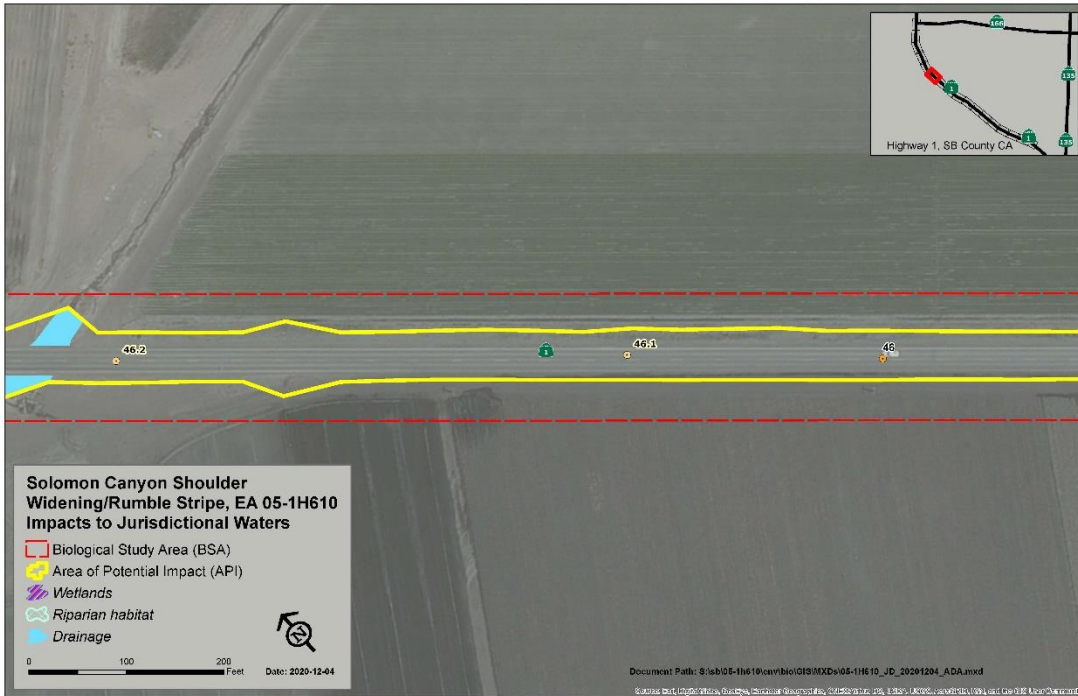 166
135
1
1
135
Highway 1, SB County CA
46.2
1
46.1
46
Solomon Canyon Shoulder
Widening/Rumble Stripe, EA 05-1H610
Impacts to Jurisdictional Waters
Biological Study Area (BSA)
Area of Potential Impact (API)
Wetlands
Riparian habitat
Drainage
N
0 100 200
Feet
Date: 2020-12-04
Document Path: S:\sb\05-1h610\env\bio\GIS\MXDs\05-1H610_JD_20201204_ADA.mxd